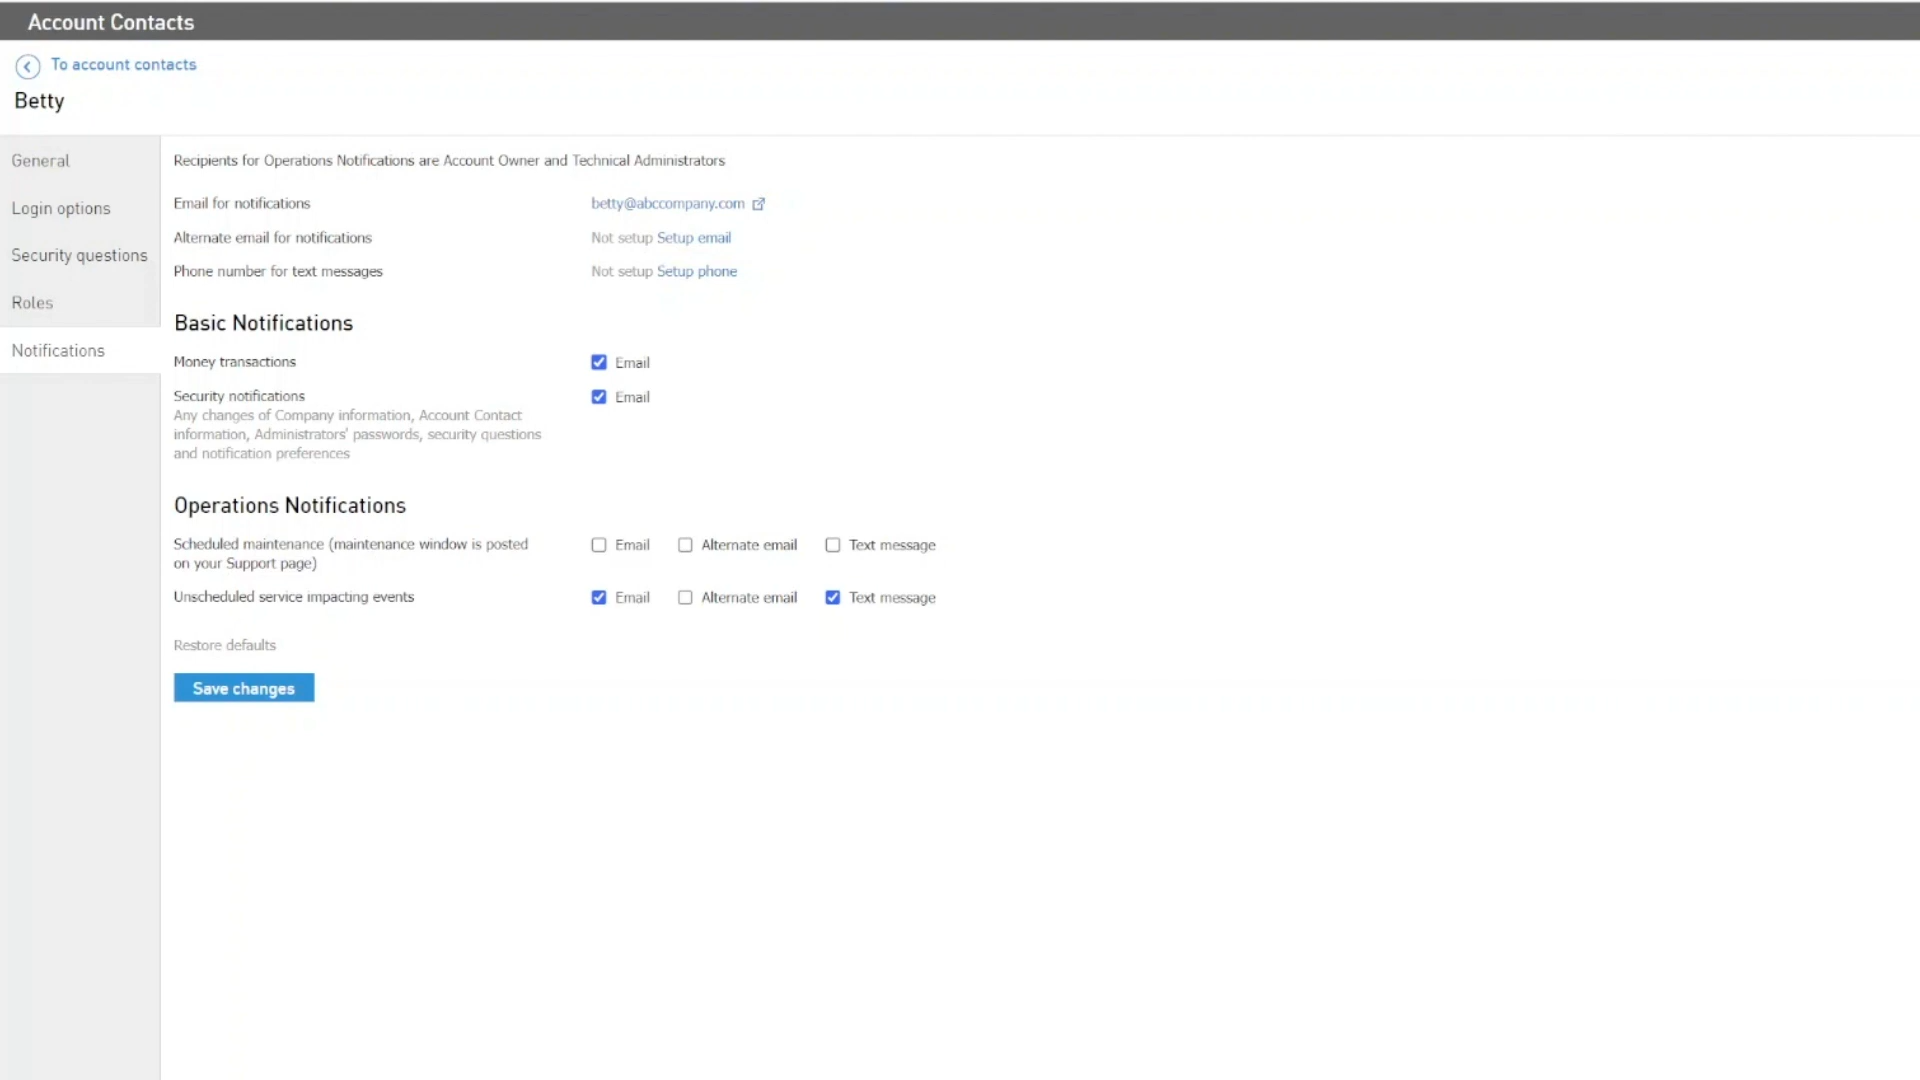 Account Contacts
To account contacts
Betty
General
Login options
Security questions
Roles
Notifications
Recipients for Operations Notifications are Account Owner and Technical Administrators
Email for notifications betty@abccompany.com
Alternate email for notifications Not setup Setup email
Phone number for text messages Not setup Setup phone
Basic Notifications
Money transactions Email
Security notifications Email
Any changes of Company information, Account Contact
information, Administrators' passwords, security questions
and notification preferences
Operations Notifications
Scheduled maintenance (maintenance window is posted Email Alternate email Text message
on your Support page)
Unscheduled service impacting events Email Alternate email Text message
Restore defaults
Save changes